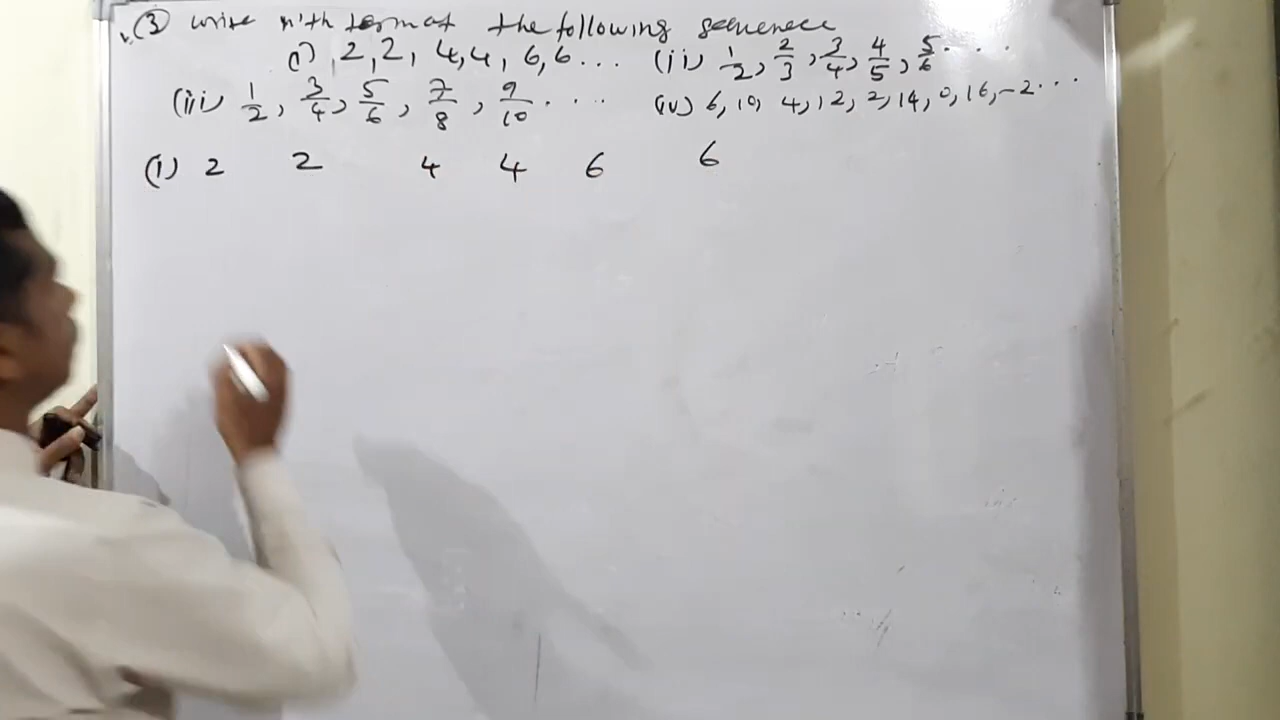 ③ write n'th term of the following sequence
(i) 2, 2, 4, 4, 6, 6 ... (ii) 1/2, 2/3, 3/4, 4/5, 5/6 ....
(iii) 1/2, 3/4, 5/6, 7/8, 9/10 ..... (iv) 6, 10, 4, 12, 2, 14, 0, 16, -2...
(i) 2 2 4 4 6 6